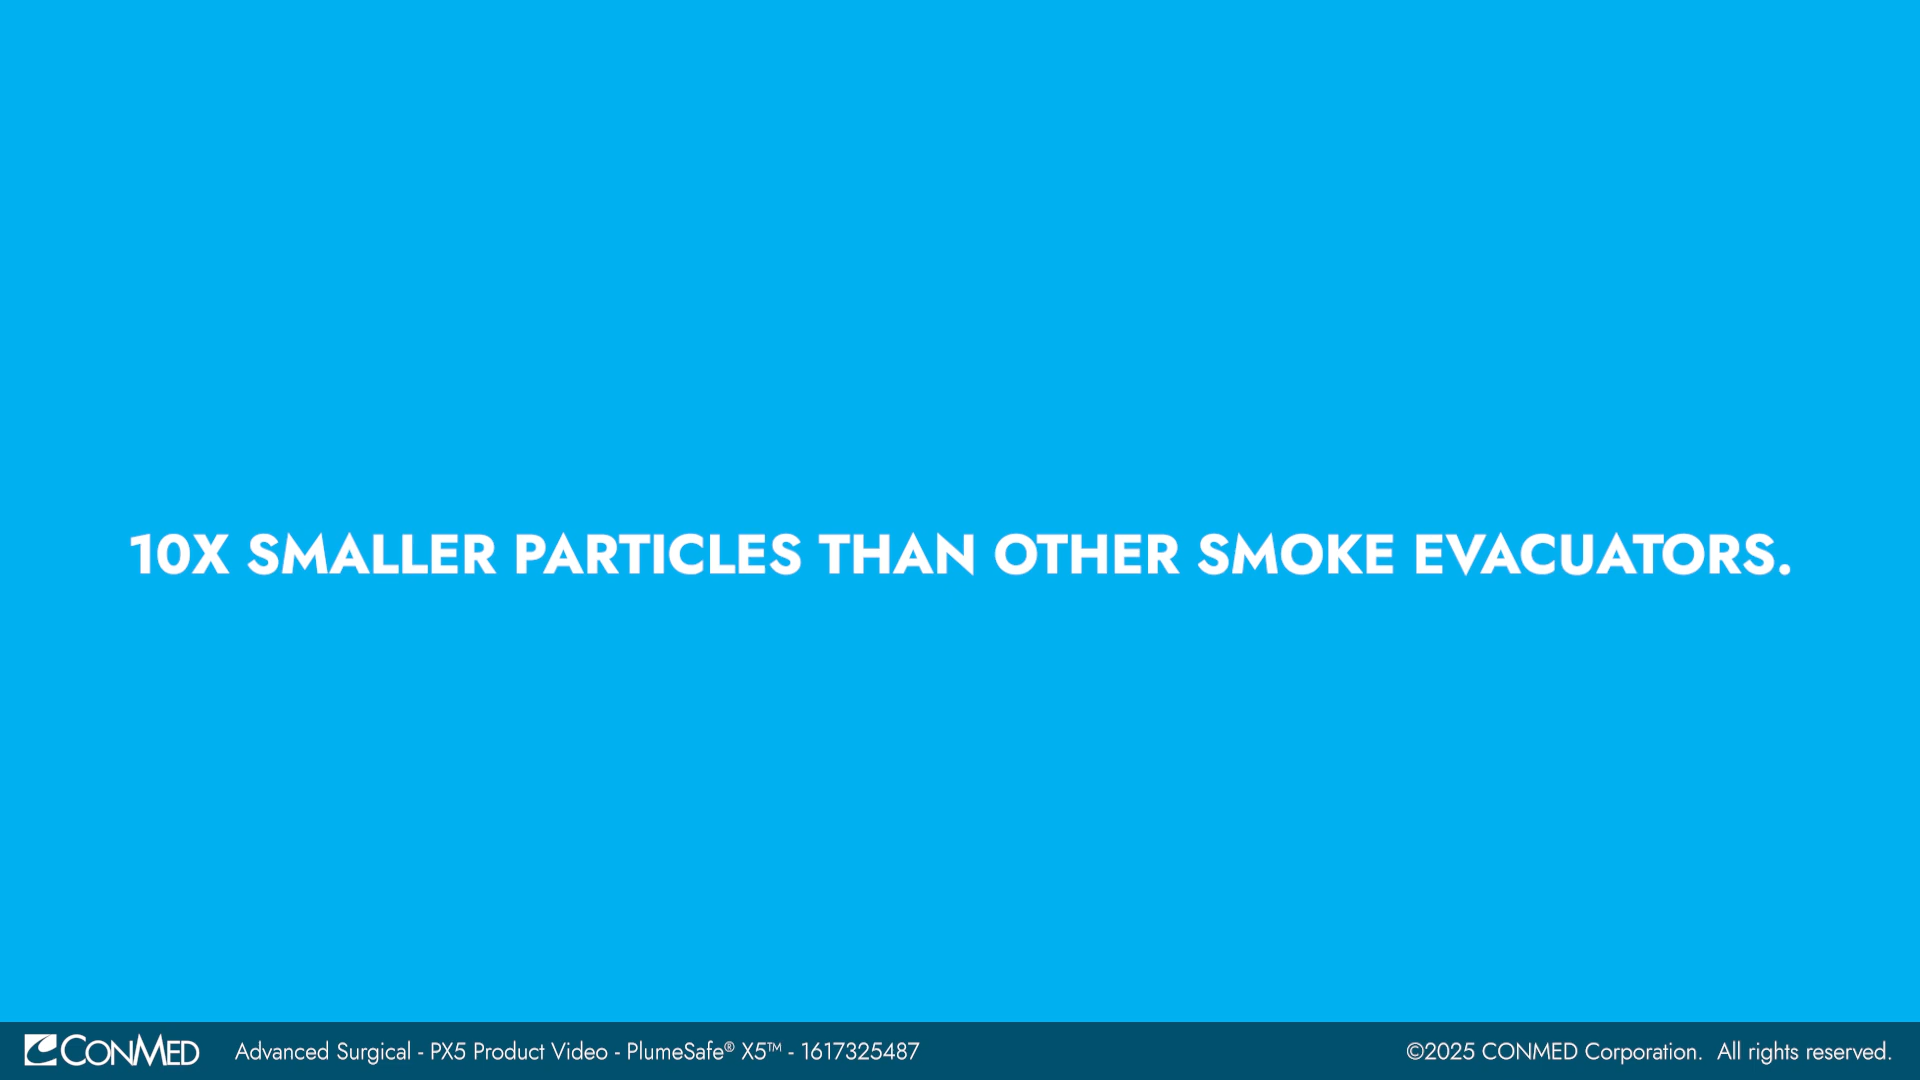 10X SMALLER PARTICLES THAN OTHER SMOKE EVACUATORS.
CONMED Advanced Surgical - PX5 Product Video - PlumeSafe® X5™ - 1617325487 ©2025 CONMED Corporation. All rights reserved.